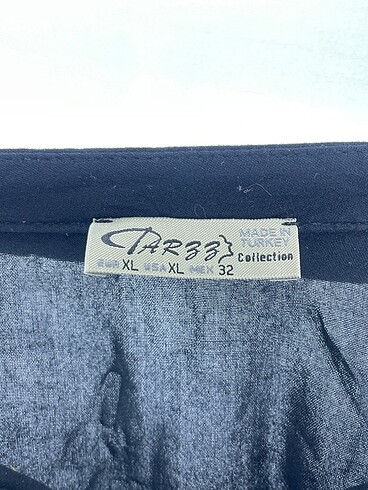 TARZZ
MADE IN
TURKEY
Collection
EUR XL USA XL MEX 32